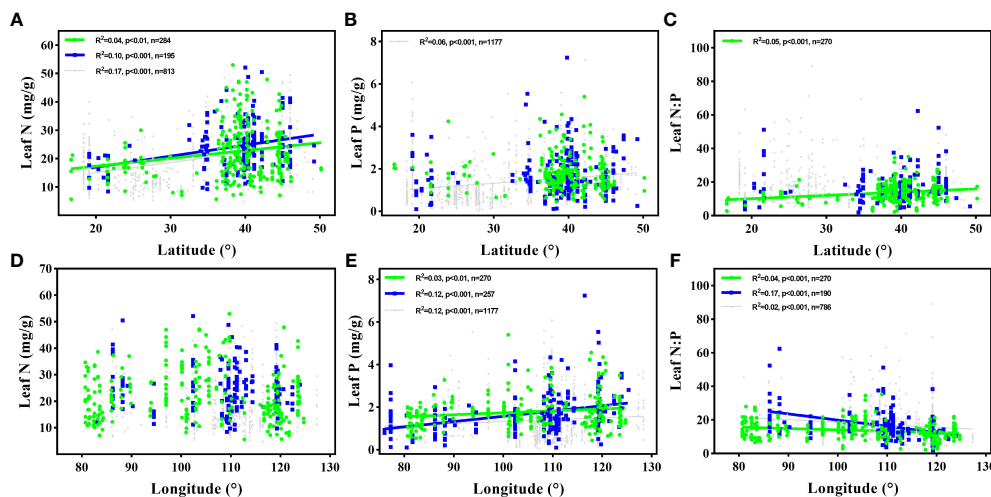 A
R²=0.04, p<0.01, n=284
R²=0.10, p<0.001, n=195
R²=0.17, p<0.001, n=813
Leaf N (mg/g)
60
50
40
30
20
10
20
30
40
50
Latitude (°)
B
R²=0.06, p<0.001, n=1177
Leaf P (mg/g)
8
6
4
2
0
20
30
40
50
Latitude (°)
C
R²=0.05, p<0.001, n=270
Leaf N:P
100
80
60
40
20
0
20
30
40
50
Latitude (°)
D
Leaf N (mg/g)
70
60
50
40
30
20
10
80
90
100
110
120
130
Longitude (°)
E
R²=0.03, p<0.01, n=270
R²=0.12, p<0.001, n=257
R²=0.12, p<0.001, n=1177
Leaf P (mg/g)
8
6
4
2
0
80
90
100
110
120
130
Longitude (°)
F
R²=0.04, p<0.001, n=270
R²=0.17, p<0.001, n=190
R²=0.02, p<0.001, n=786
Leaf N:P
100
80
60
40
20
0
80
90
100
110
120
130
Longitude (°)